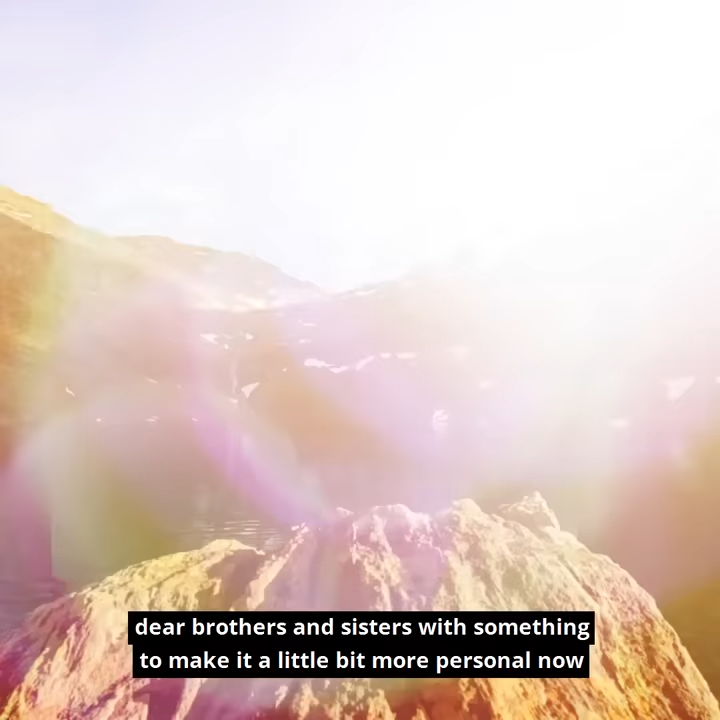 dear brothers and sisters with something
to make it a little bit more personal now